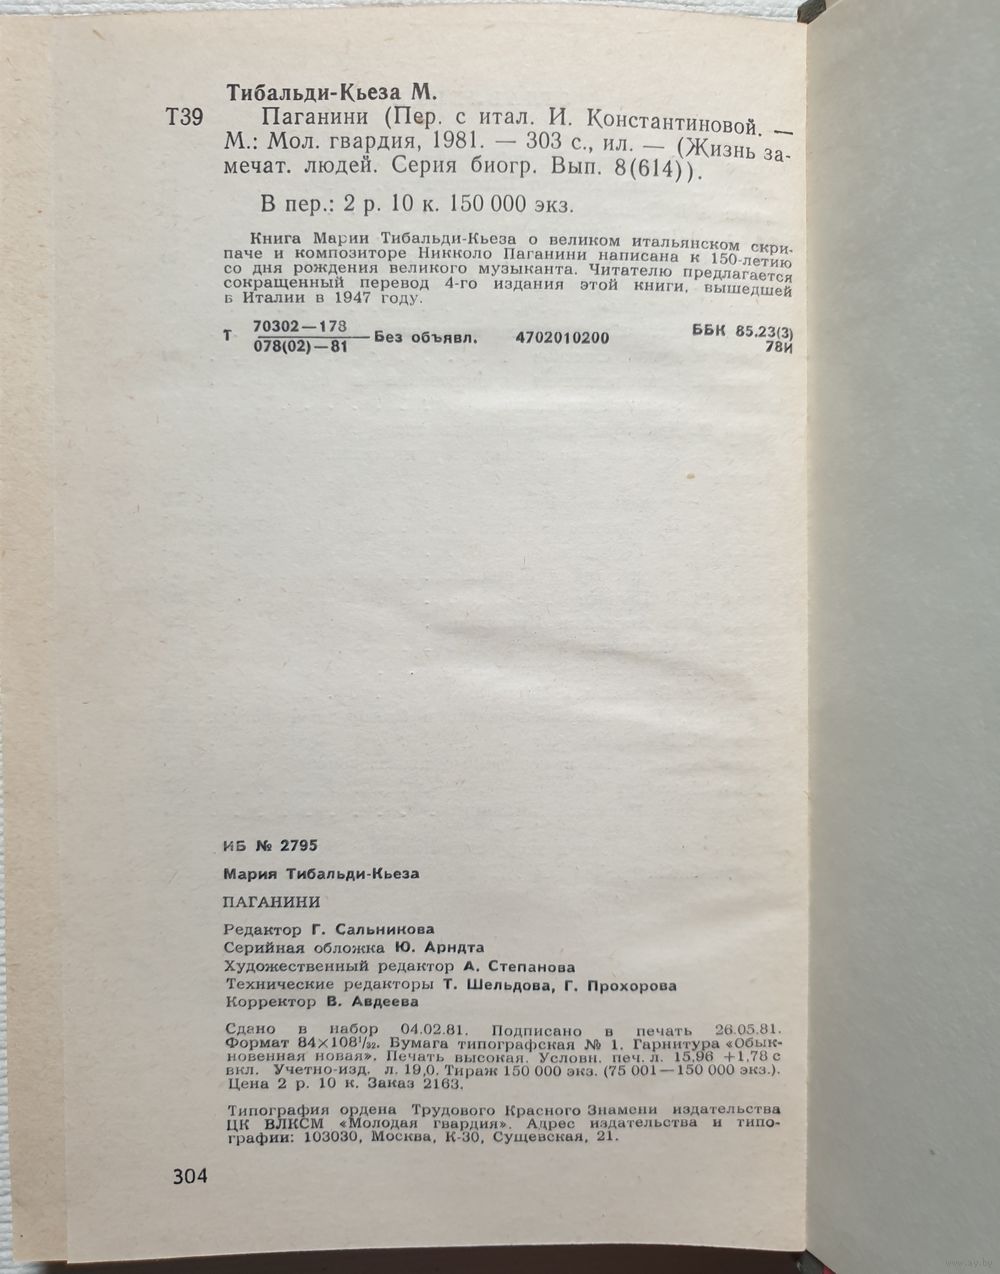 Тибальди-Кьеза М.
Т39 Паганини (Пер. с итал. И. Константиновой. —
М.: Мол. гвардия, 1981. — 303 с., ил. — (Жизнь за-
мечат. людей. Серия биогр. Вып. 8(614)).
В пер.: 2 р. 10 к. 150 000 экз.
Книга Марии Тибальди-Кьеза о великом итальянском скри-
паче и композиторе Никколо Паганини написана к 150-летию
со дня рождения великого музыканта. Читателю предлагается
сокращенный перевод 4-го издания этой книги, вышедшей
в Италии в 1947 году.
Т 70302—178
078(02)—81 Без объявл. 4702010200
ББК 85.23(3)
78И
ИБ № 2795
Мария Тибальди-Кьеза
ПАГАНИНИ
Редактор Г. Сальникова
Серийная обложка Ю. Арндта
Художественный редактор А. Степанова
Технические редакторы Т. Шельдова, Г. Прохорова
Корректор В. Авдеева
Сдано в набор 04.02.81. Подписано в печать 26.05.81.
Формат 84×108¹/₃₂. Бумага типографская № 1. Гарнитура «Обык-
новенная новая». Печать высокая. Условн. печ. л. 15,96 +1,78 с
вкл. Учетно-изд. л. 19,0. Тираж 150 000 экз. (75 001—150 000 экз.).
Цена 2 р. 10 к. Заказ 2163.
Типография ордена Трудового Красного Знамени издательства
ЦК ВЛКСМ «Молодая гвардия». Адрес издательства и типо-
графии: 103030, Москва, К-30, Сущевская, 21.
304
www.ay.by